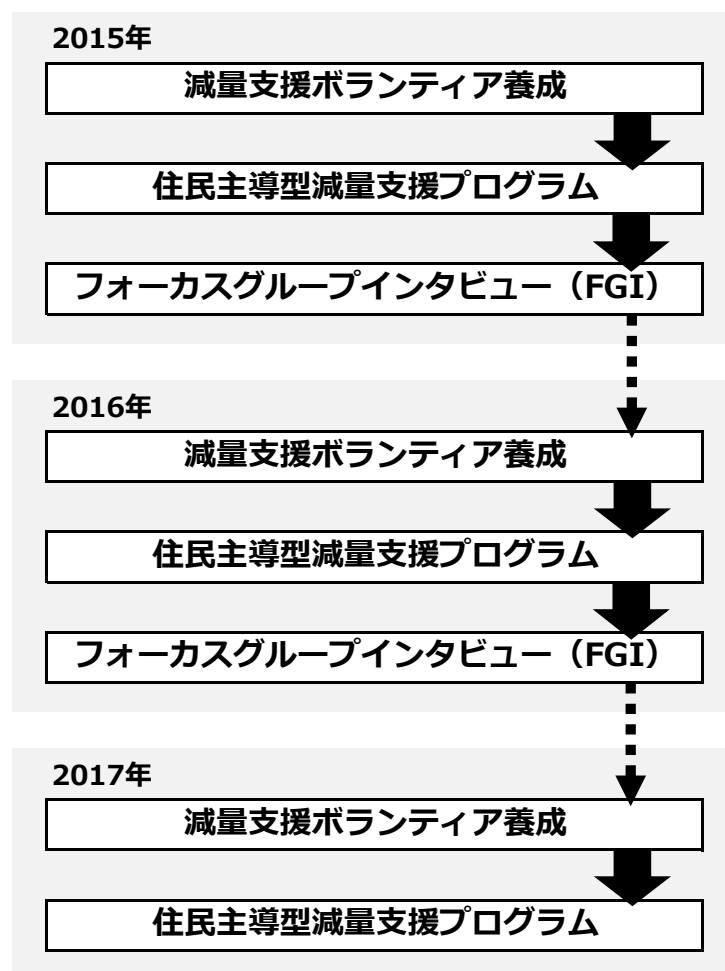 2015年
減量支援ボランティア養成
住民主導型減量支援プログラム
フォーカスグループインタビュー（FGI）
2016年
減量支援ボランティア養成
住民主導型減量支援プログラム
フォーカスグループインタビュー（FGI）
2017年
減量支援ボランティア養成
住民主導型減量支援プログラム